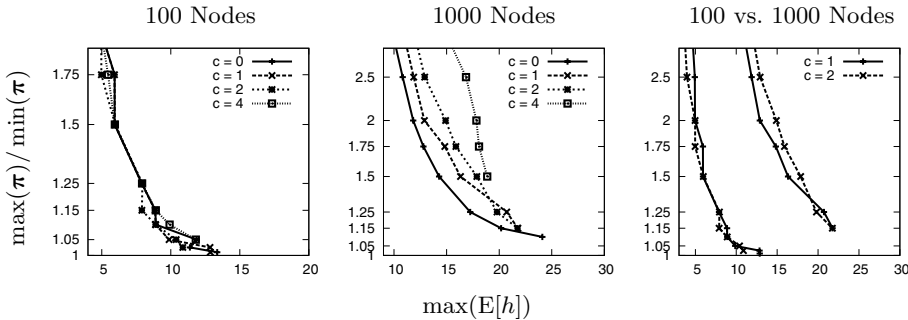 100 Nodes
1000 Nodes
100 vs. 1000 Nodes
max(π)/min(π)
1.75
1.5
1.25
1.15
1.05
1
5 10 15 20
c = 0
c = 1
c = 2
c = 4
2.5
2
1.75
1.5
1.25
1.15
1.05
1
10 15 20 25 30
c = 0
c = 1
c = 2
c = 4
2.5
2
1.75
1.5
1.25
1.15
1.05
1
5 10 15 20 25 30
c = 1
c = 2
max(E[h])